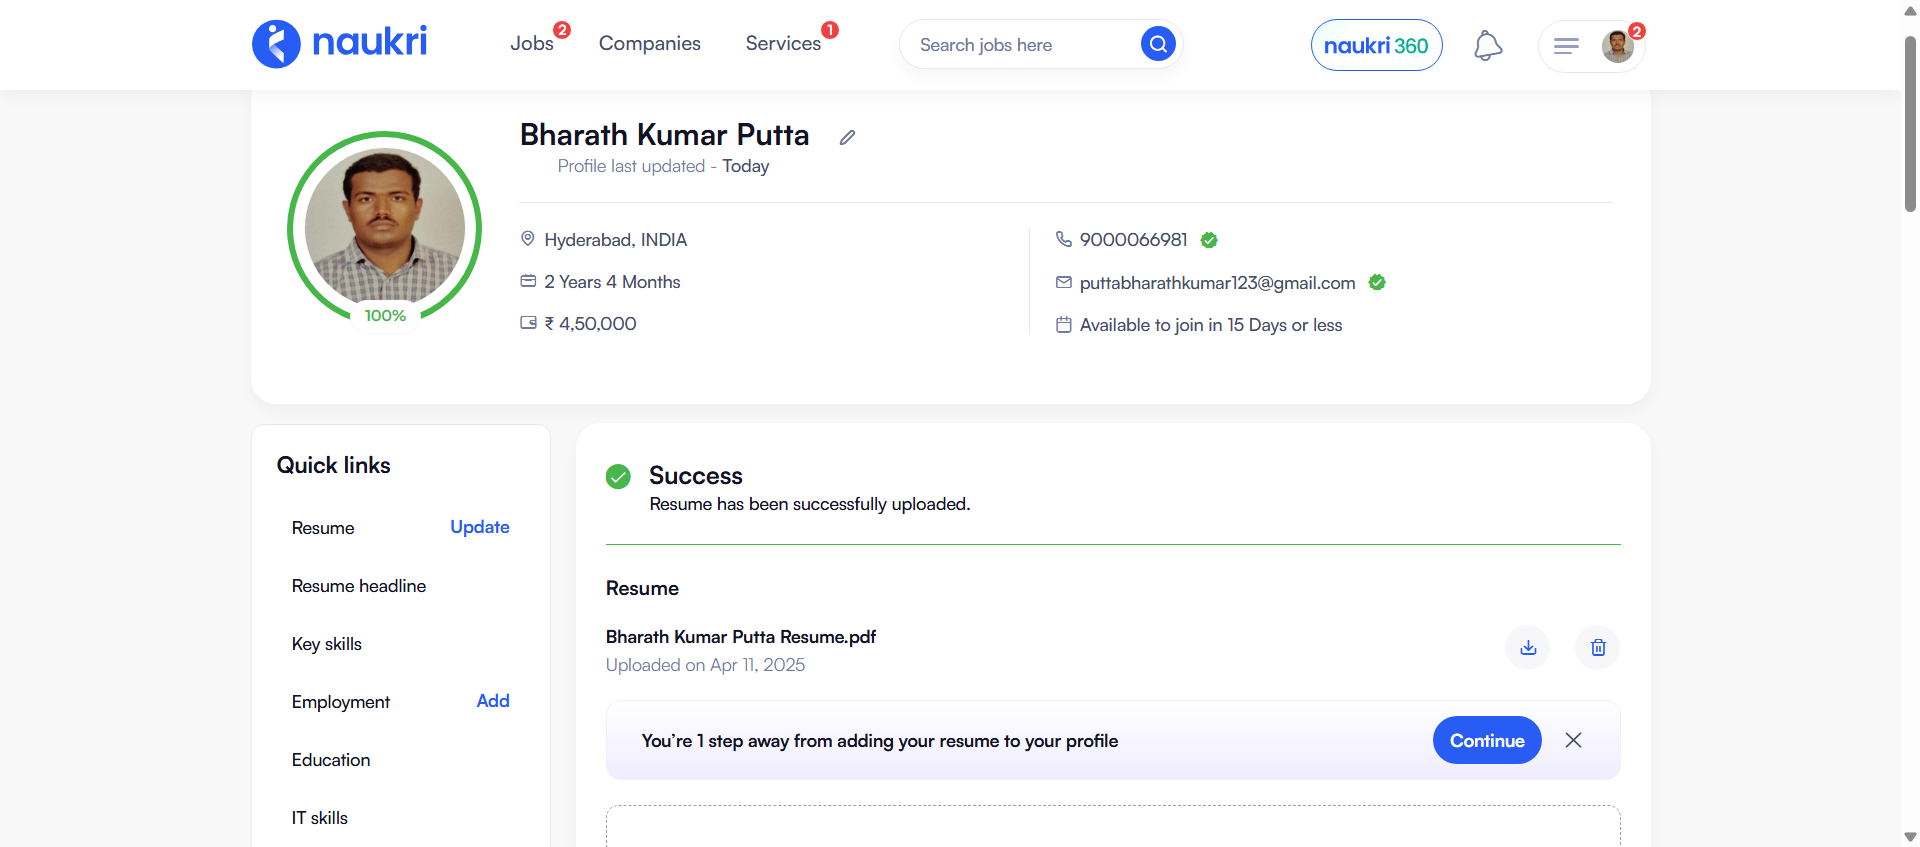 naukri
Jobs 2
Companies
Services 1
Search jobs here
naukri 360
2
Bharath Kumar Putta
Profile last updated - Today
Hyderabad, INDIA
2 Years 4 Months
₹ 4,50,000
9000066981
puttabharathkumar123@gmail.com
Available to join in 15 Days or less
100%
Quick links
Resume Update
Resume headline
Key skills
Employment Add
Education
IT skills
Success
Resume has been successfully uploaded.
Resume
Bharath Kumar Putta Resume.pdf
Uploaded on Apr 11, 2025
You’re 1 step away from adding your resume to your profile
Continue